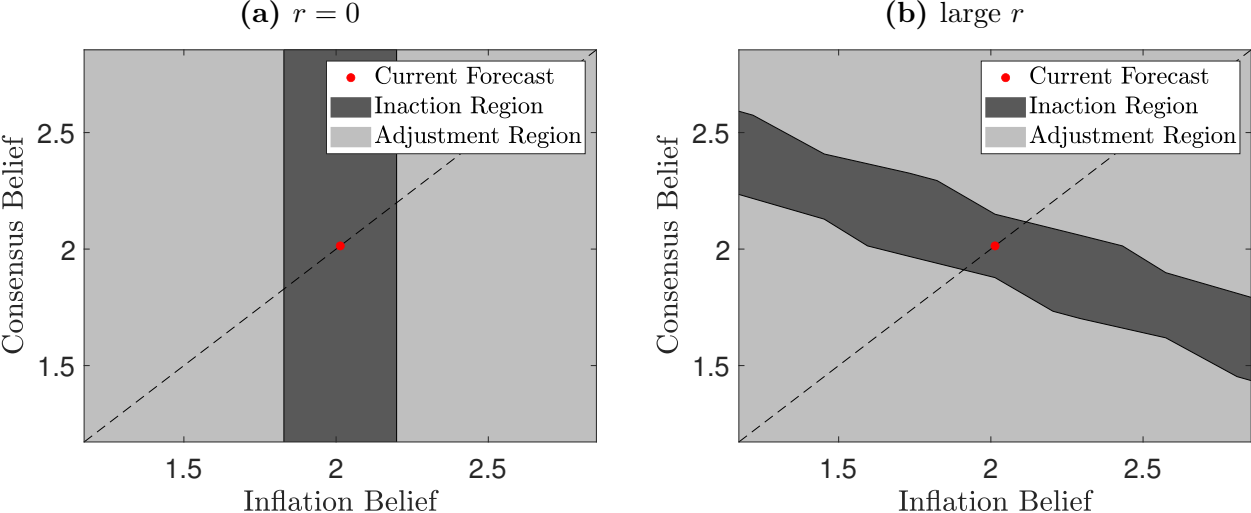 (a) r = 0
Current Forecast
Inaction Region
Adjustment Region
2.5
2
1.5
Consensus Belief
1.5 2 2.5
Inflation Belief
(b) large r
Current Forecast
Inaction Region
Adjustment Region
2.5
2
1.5
Consensus Belief
1.5 2 2.5
Inflation Belief